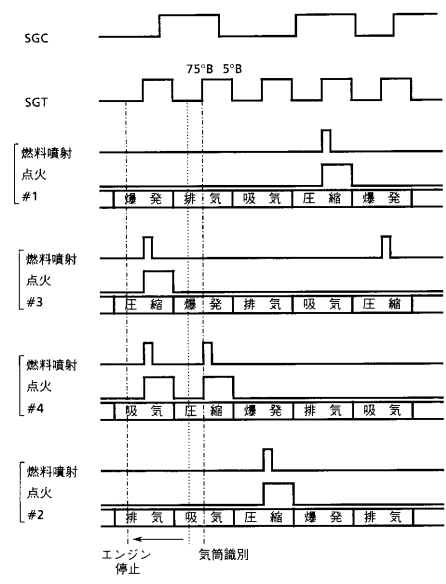 SGC
75°B 5°B
SGT
燃料噴射
点火
#1
爆発 排気 吸気 圧縮 爆発
燃料噴射
点火
#3
圧縮 爆発 排気 吸気 圧縮
燃料噴射
点火
#4
吸気 圧縮 爆発 排気 吸気
燃料噴射
点火
#2
排気 吸気 圧縮 爆発 排気
エンジン 気筒識別
停止